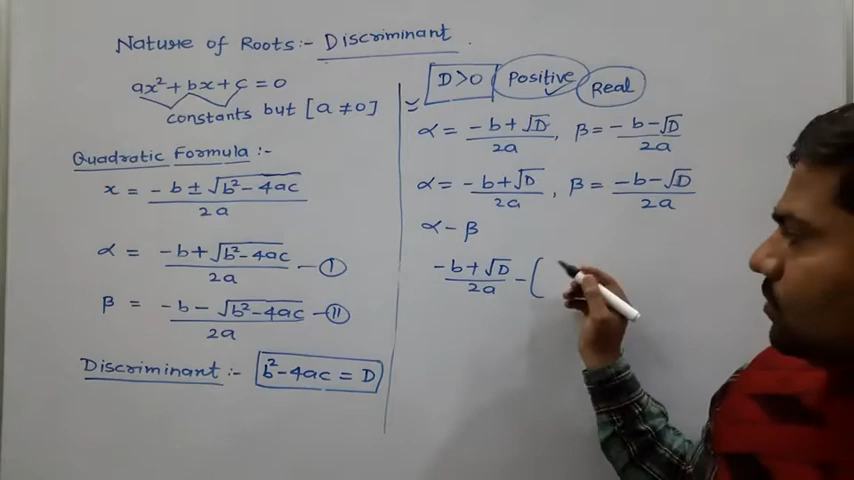 Nature of Roots:- Discriminant
ax² + bx + c = 0
constants but [a ≠ 0]
Quadratic Formula :-
x = -b ± √b² - 4ac / 2a
α = -b + √b² - 4ac / 2a — I
β = -b - √b² - 4ac / 2a — II
Discriminant :- b² - 4ac = D
D > 0 Positive Real
α = -b + √D / 2a , β = -b - √D / 2a
α = -b + √D / 2a , β = -b - √D / 2a
α - β
-b + √D / 2a - (